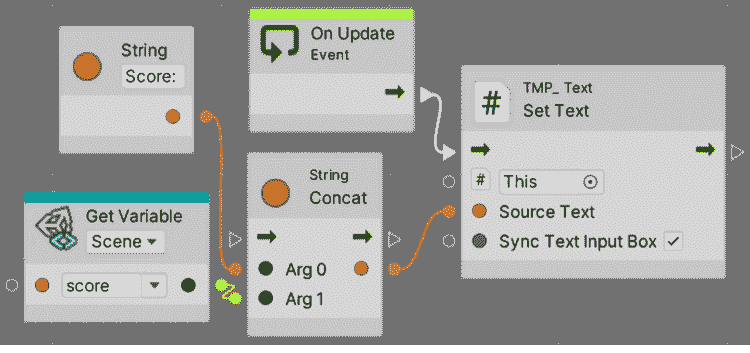 String
Score:
On Update
Event
TMP_ Text
Set Text
#
# This
Source Text
Sync Text Input Box
String
Concat
Arg 0
Arg 1
Get Variable
Scene
score